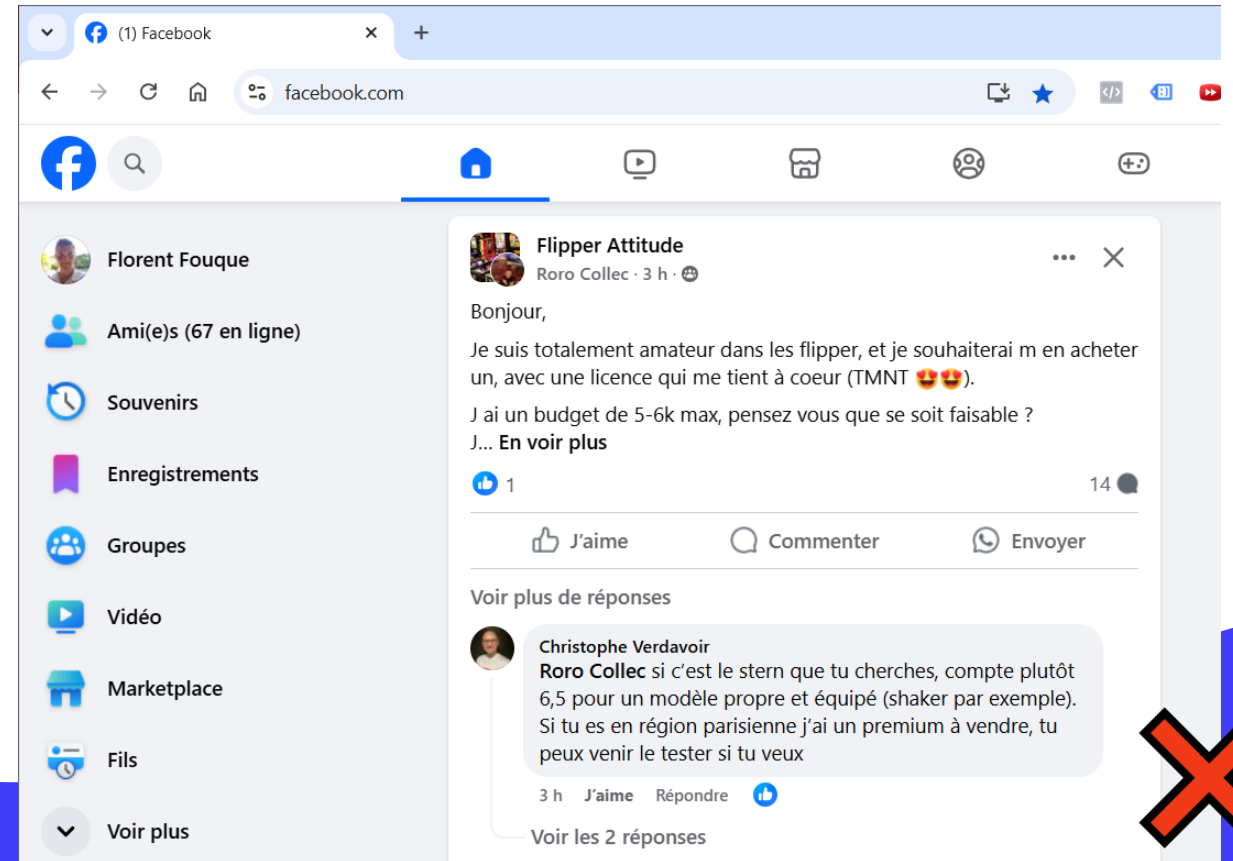 (1) Facebook
facebook.com
Florent Fouque
Ami(e)s (67 en ligne)
Souvenirs
Enregistrements
Groupes
Vidéo
Marketplace
Fils
Voir plus
Flipper Attitude
Roro Collec · 3 h ·
Bonjour,
Je suis totalement amateur dans les flipper, et je souhaiterai m en acheter
un, avec une licence qui me tient à coeur (TMNT 😍😍).
J ai un budget de 5-6k max, pensez vous que se soit faisable ?
J... En voir plus
1
14
J’aime
Commenter
Envoyer
Voir plus de réponses
Christophe Verdavoir
Roro Collec si c’est le stern que tu cherches, compte plutôt
6,5 pour un modèle propre et équipé (shaker par exemple).
Si tu es en région parisienne j’ai un premium à vendre, tu
peux venir le tester si tu veux
3 h J’aime Répondre
Voir les 2 réponses